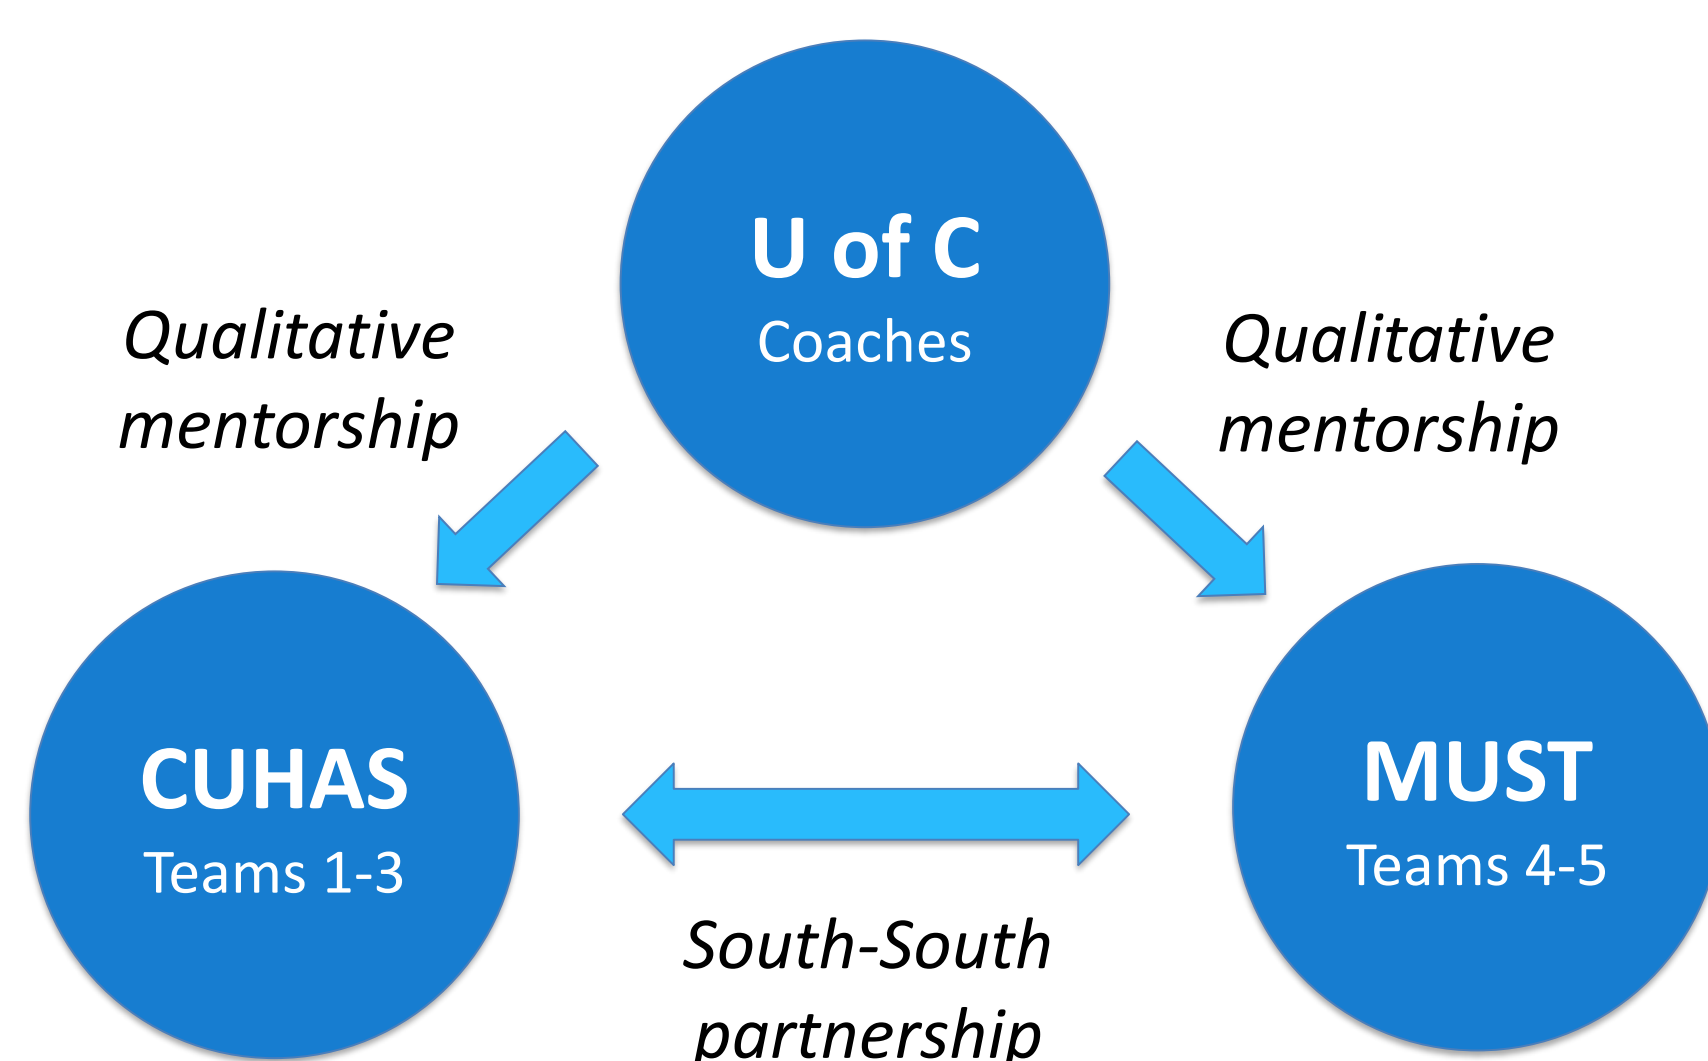 U of C
Coaches
Qualitative
mentorship
Qualitative
mentorship
CUHAS
Teams 1-3
MUST
Teams 4-5
South-South
partnership